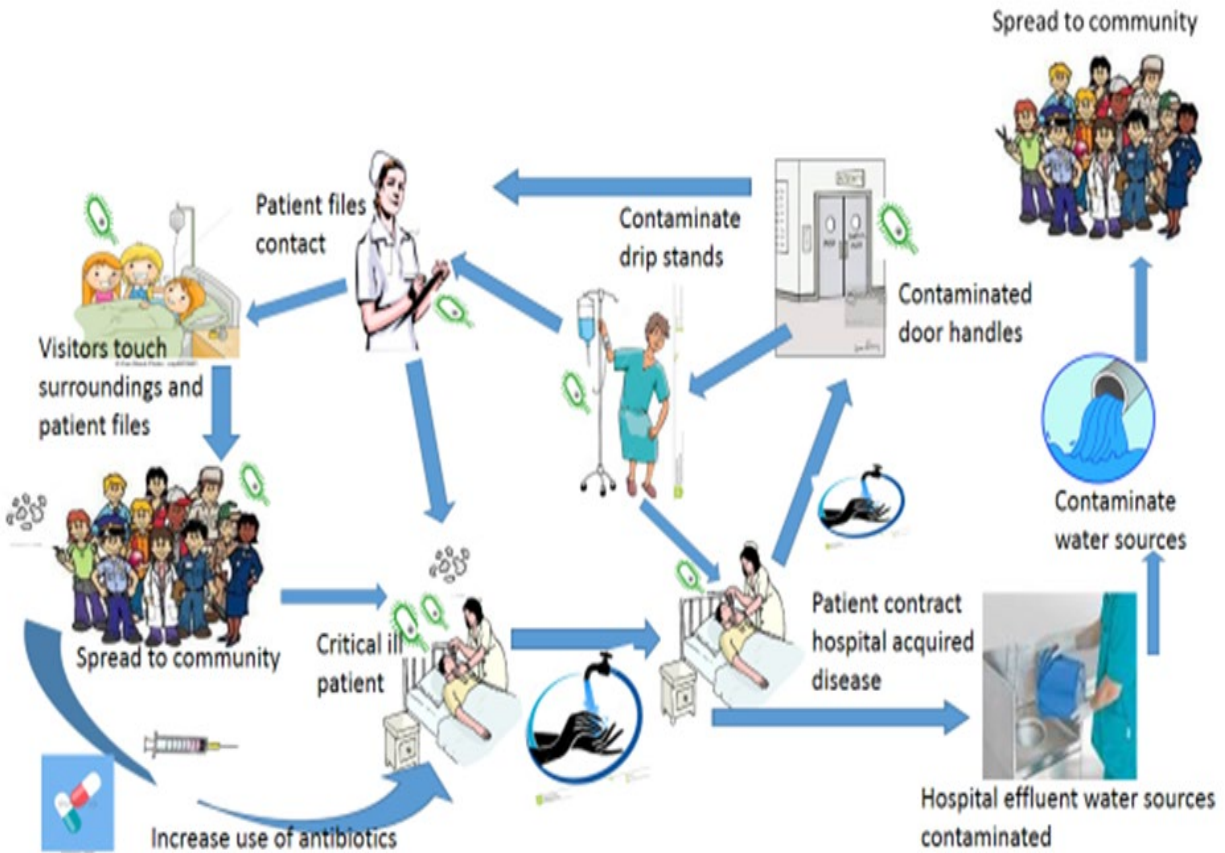 Spread to community
Patient files
contact
Contaminate
drip stands
Contaminated
door handles
Visitors touch
surroundings and
patient files
Contaminate
water sources
Spread to community
Critical ill
patient
Patient contract
hospital acquired
disease
Increase use of antibiotics
Hospital effluent water sources
contaminated